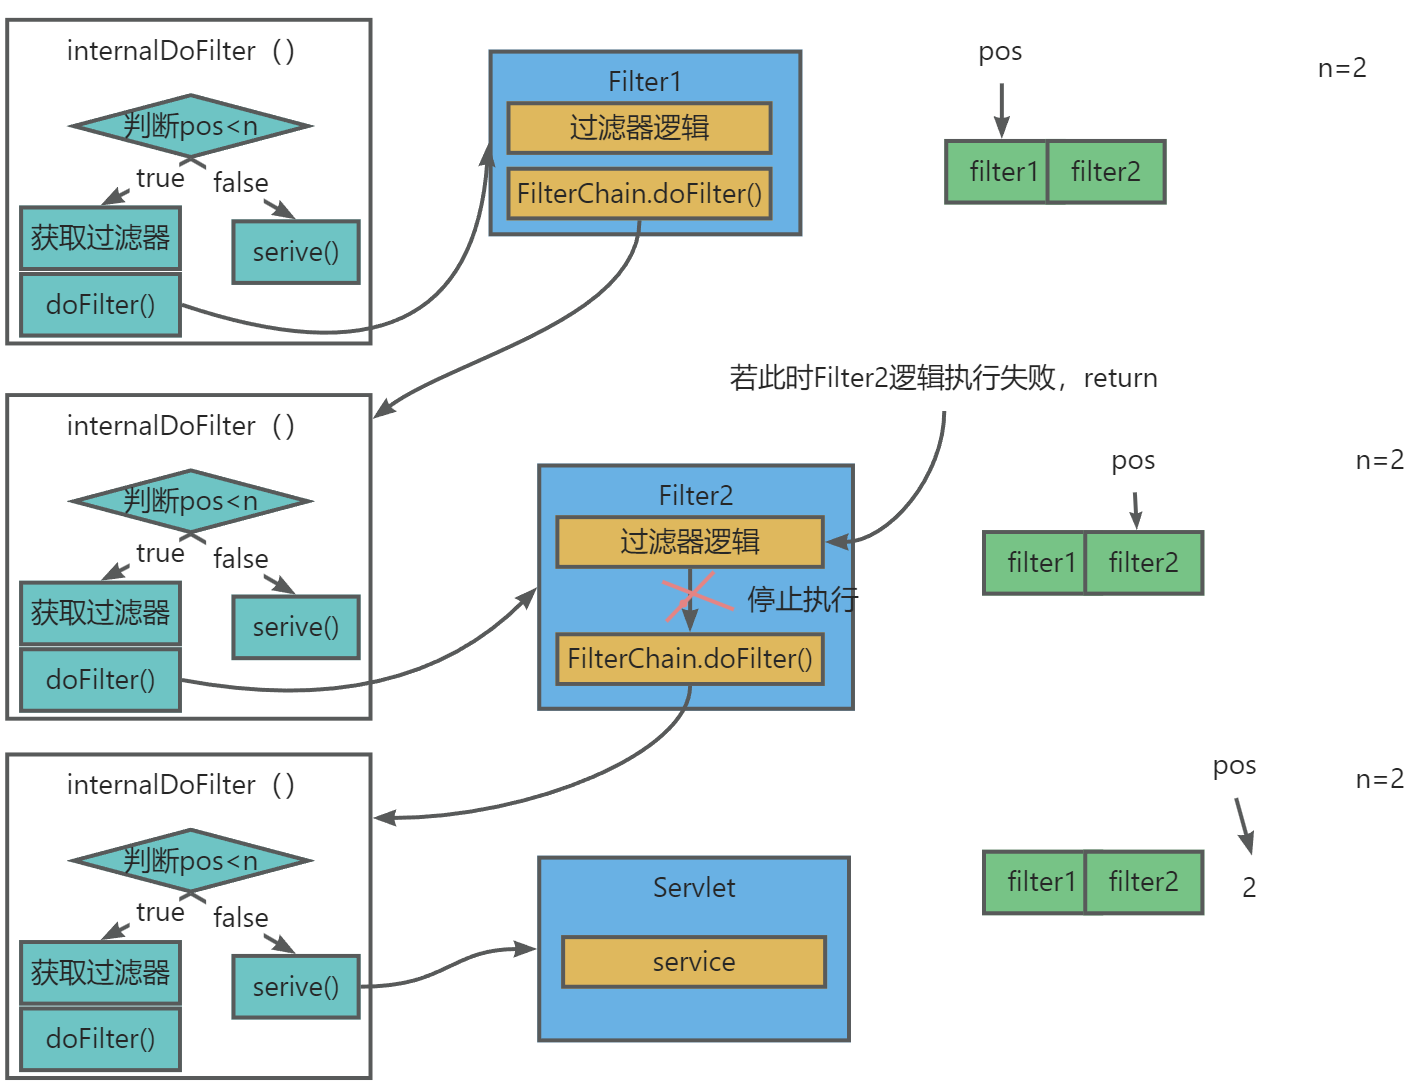 internalDoFilter（）
判断pos<n
true
false
获取过滤器
serive()
doFilter()
Filter1
过滤器逻辑
FilterChain.doFilter()
pos
n=2
filter1
filter2
若此时Filter2逻辑执行失败，return
internalDoFilter（）
判断pos<n
true
false
获取过滤器
serive()
doFilter()
Filter2
过滤器逻辑
停止执行
FilterChain.doFilter()
pos
n=2
filter1
filter2
internalDoFilter（）
判断pos<n
true
false
获取过滤器
serive()
doFilter()
Servlet
service
pos
n=2
filter1
filter2
2